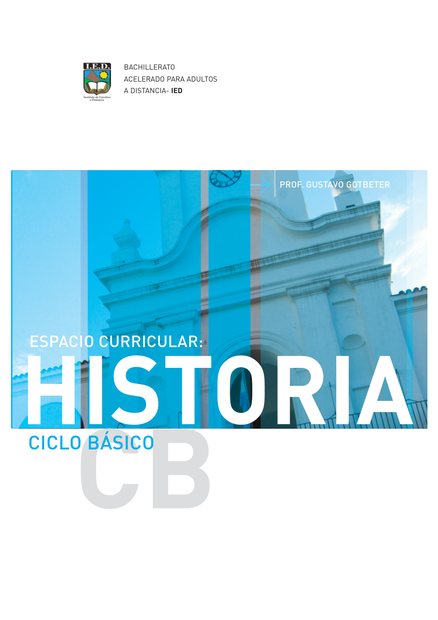 I.E.D.
BACHILLERATO
ACELERADO PARA ADULTOS
A DISTANCIA- IED
PROF. GUSTAVO GOTBETER
ESPACIO CURRICULAR:
HISTORIA
CICLO BÁSICO
CB